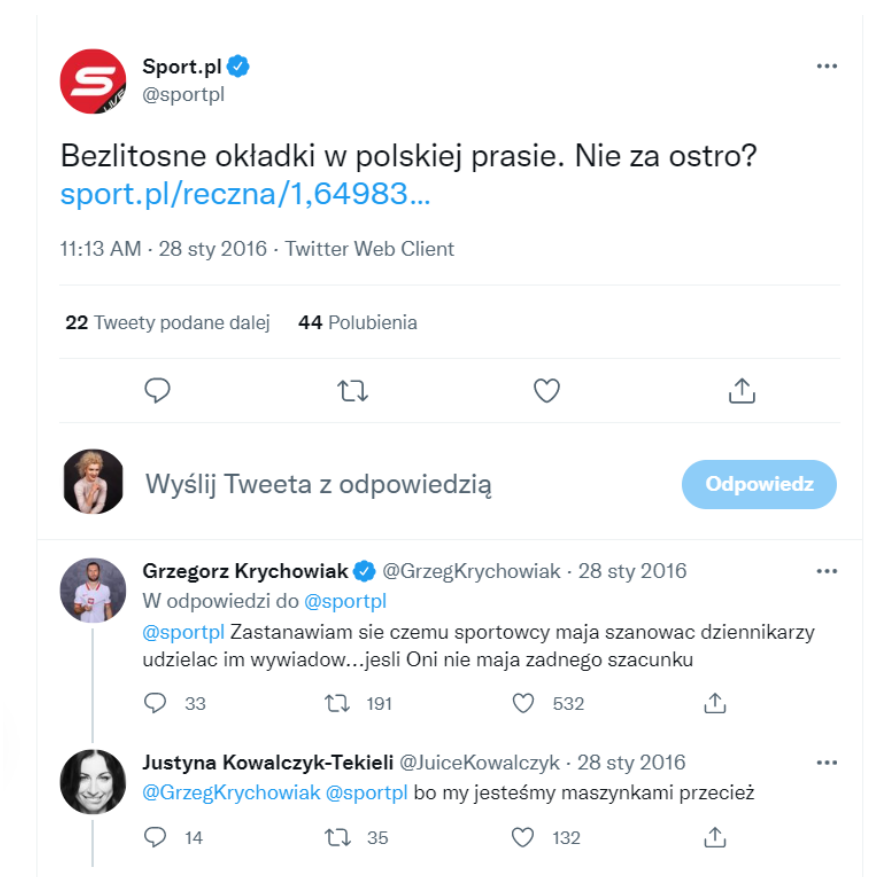 Sport.pl
@sportpl
Bezlitosne okładki w polskiej prasie. Nie za ostro?
sport.pl/reczna/1,64983...
11:13 AM · 28 sty 2016 · Twitter Web Client
22 Tweety podane dalej 44 Polubienia
Wyślij Tweeta z odpowiedzią
Odpowiedz
Grzegorz Krychowiak @GrzegKrychowiak · 28 sty 2016
W odpowiedzi do @sportpl
@sportpl Zastanawiam sie czemu sportowcy maja szanowac dziennikarzy
udzielac im wywiadow...jesli Oni nie maja zadnego szacunku
33 191 532
Justyna Kowalczyk-Tekieli @JuiceKowalczyk · 28 sty 2016
@GrzegKrychowiak @sportpl bo my jesteśmy maszynkami przecież
14 35 132